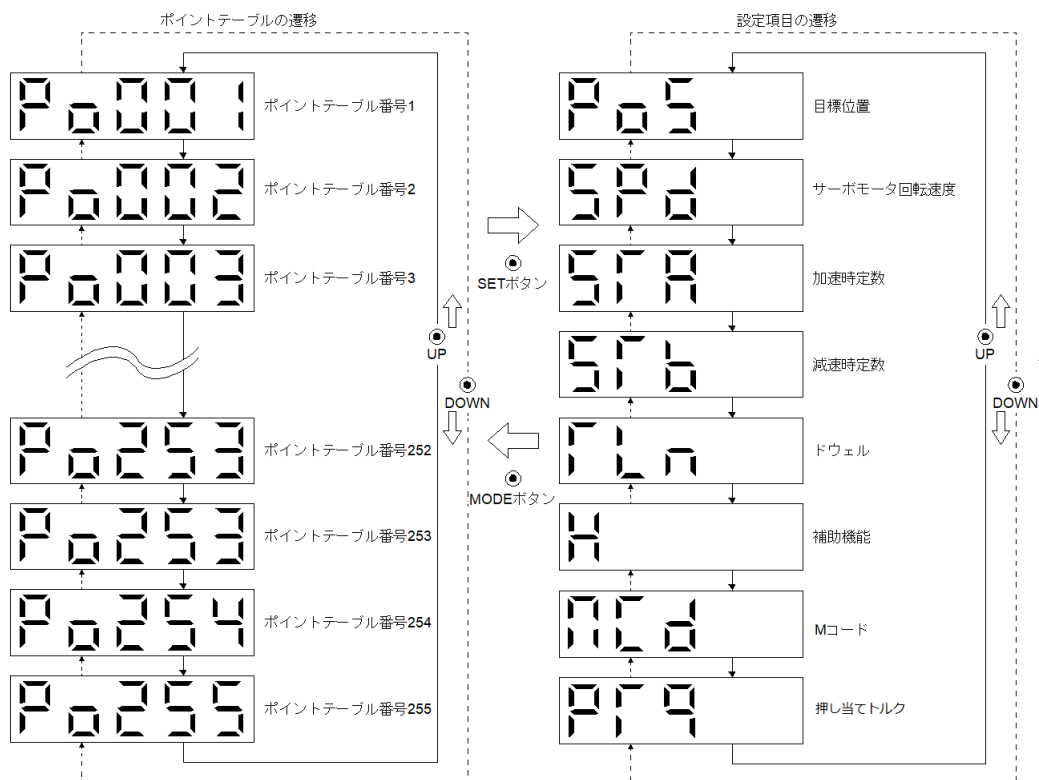 ポイントテーブルの遷移
Po001
ポイントテーブル番号1
Po002
ポイントテーブル番号2
Po003
ポイントテーブル番号3
Po253
ポイントテーブル番号252
Po253
ポイントテーブル番号253
Po254
ポイントテーブル番号254
Po255
ポイントテーブル番号255
UP
DOWN
SETボタン
MODEボタン
設定項目の遷移
PoS
目標位置
SPd
サーボモータ回転速度
STA
加速時定数
STb
減速時定数
TLn
ドウェル
H
補助機能
MCd
Mコード
PTq
押し当てトルク
UP
DOWN